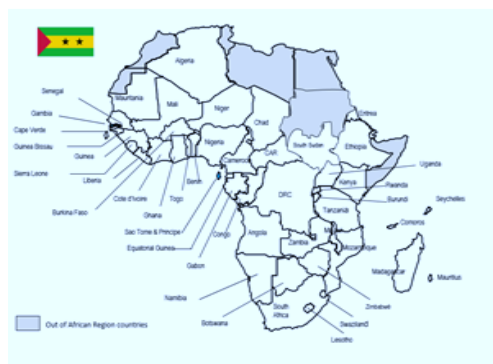 Algeria
Senegal
Mauritania
Mali
Niger
Chad
Eritrea
Gambia
Cape Verde
Guinea Bissau
Guinea
Nigeria
CAR
South Sudan
Ethiopia
Cameroon
Uganda
Sierra Leone
Liberia
Benin
DRC
Kenya
Rwanda
Burundi
Seychelles
Burkina Faso
Cote d'Ivoire
Togo
Ghana
Tanzania
Sao Tome & Principe
Congo
Angola
Comoros
Equatorial Guinea
Zambia
Mozambique
Gabon
Madagascar
Mauritius
Namibia
Zimbabwe
Botswana
South
Africa
Swaziland
Lesotho
Out of African Region countries